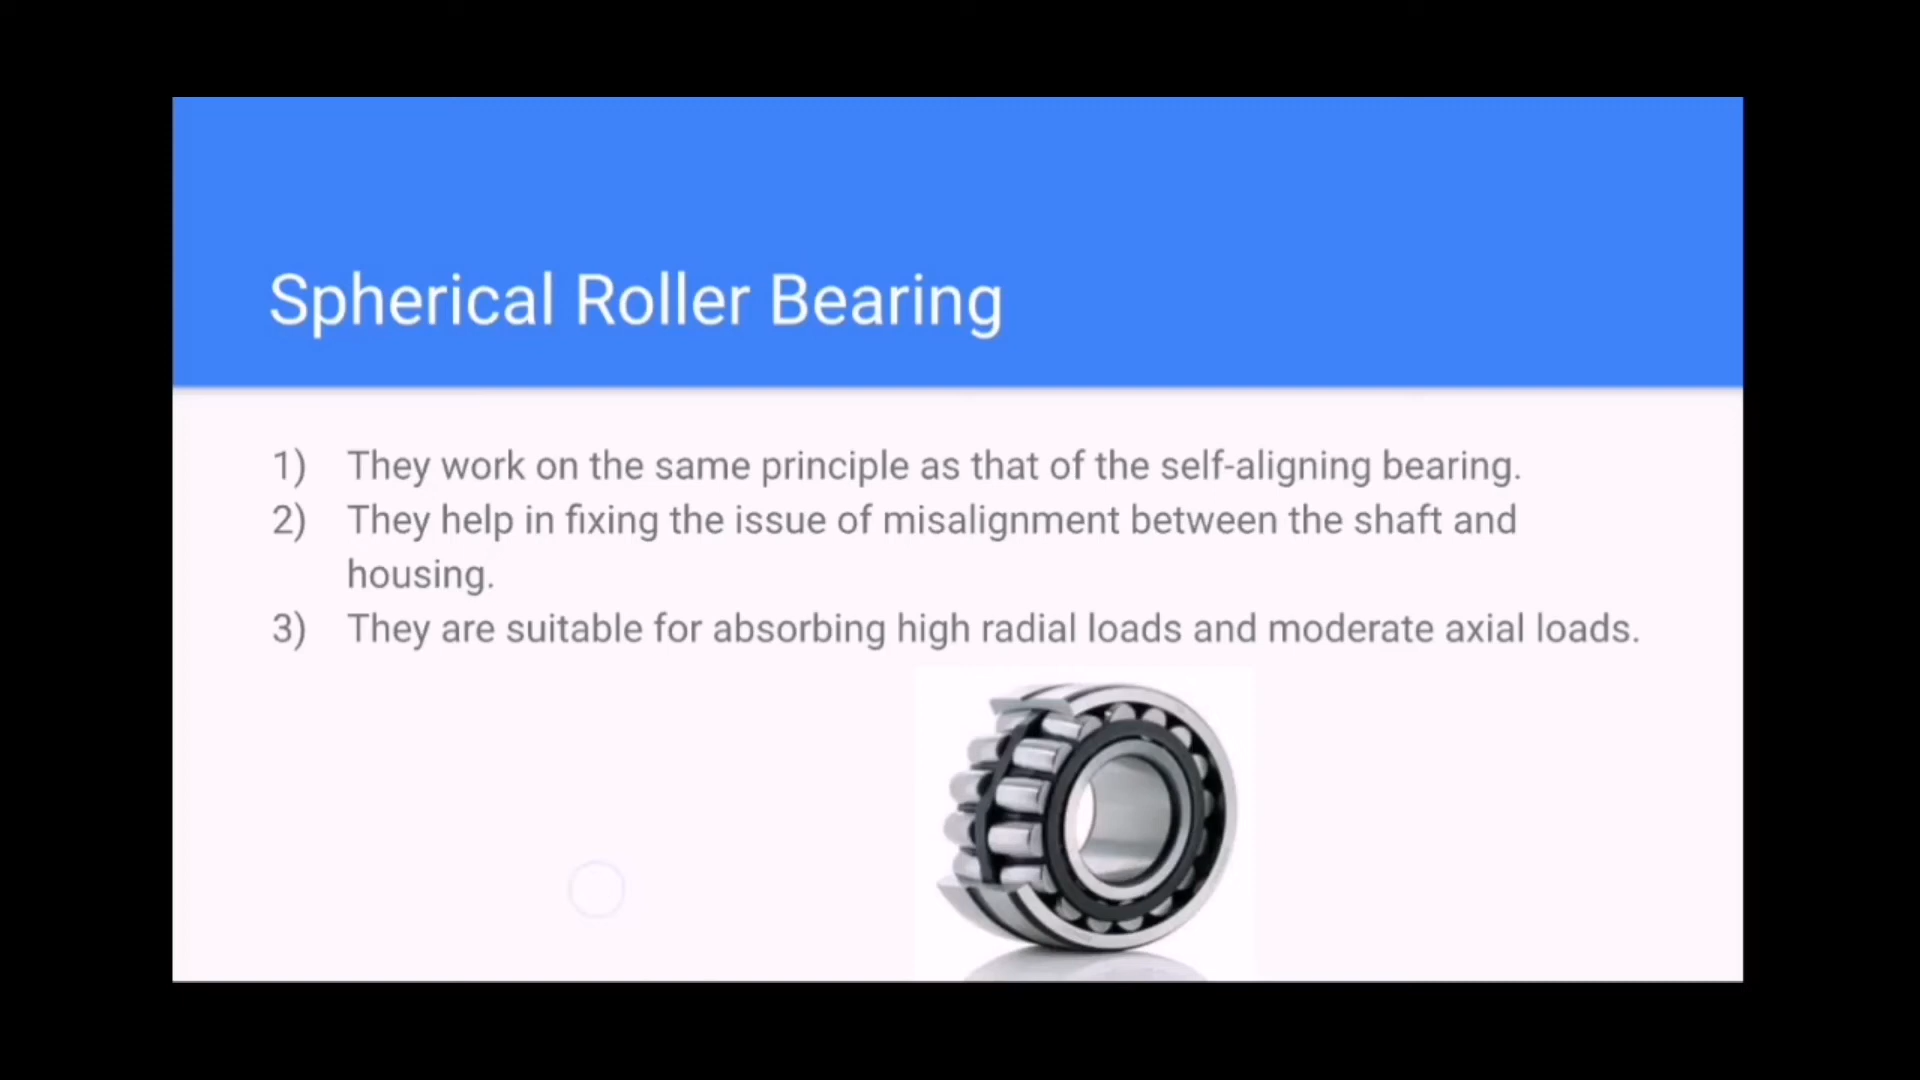 Spherical Roller Bearing
1) They work on the same principle as that of the self-aligning bearing.
2) They help in fixing the issue of misalignment between the shaft and
housing.
3) They are suitable for absorbing high radial loads and moderate axial loads.